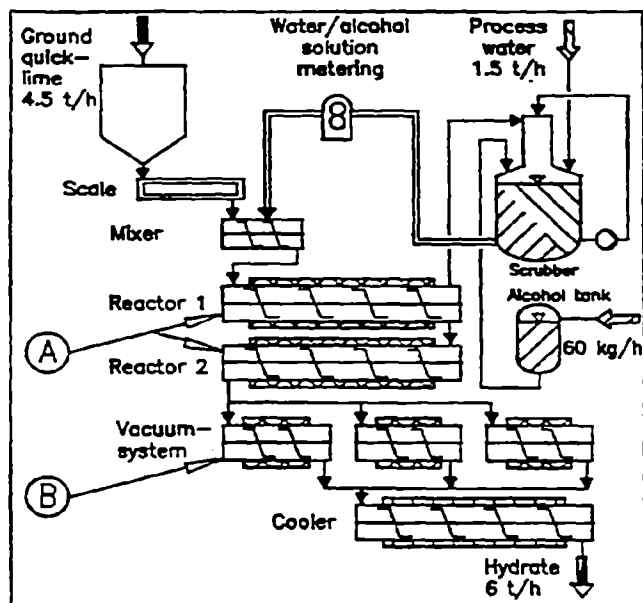 Ground
quick-
lime
4.5 t/h
Water/alcohol
solution
metering
Process
water
1.5 t/h
Scale
Mixer
Scrubber
Reactor 1
Alcohol tank
A
60 kg/h
Reactor 2
Vacuum-
system
B
Cooler
Hydrate
6 t/h